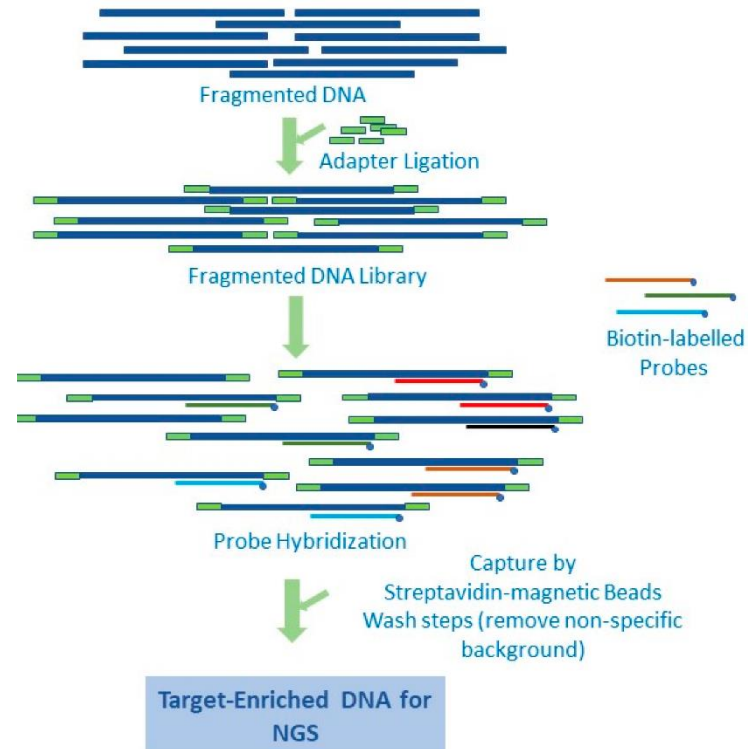 Fragmented DNA
Adapter Ligation
Fragmented DNA Library
Biotin-labelled
Probes
Probe Hybridization
Capture by
Streptavidin-magnetic Beads
Wash steps (remove non-specific
background)
Target-Enriched DNA for
NGS